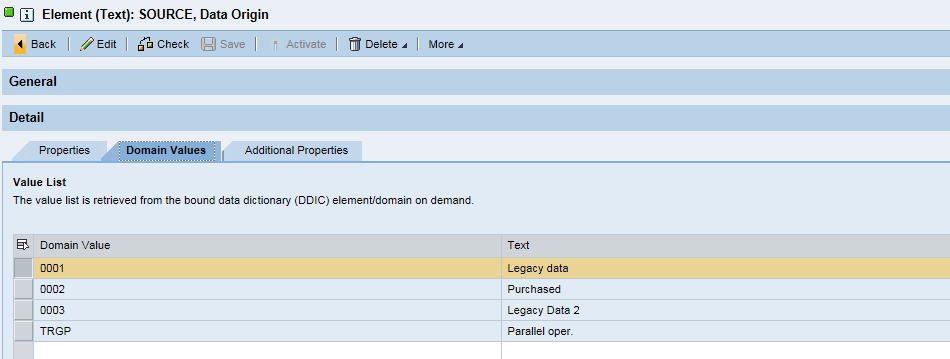 Element (Text): SOURCE, Data Origin
Back Edit Check Save Activate Delete More
General
Detail
Properties Domain Values Additional Properties
Value List
The value list is retrieved from the bound data dictionary (DDIC) element/domain on demand.
Domain Value Text
0001 Legacy data
0002 Purchased
0003 Legacy Data 2
TRGP Parallel oper.